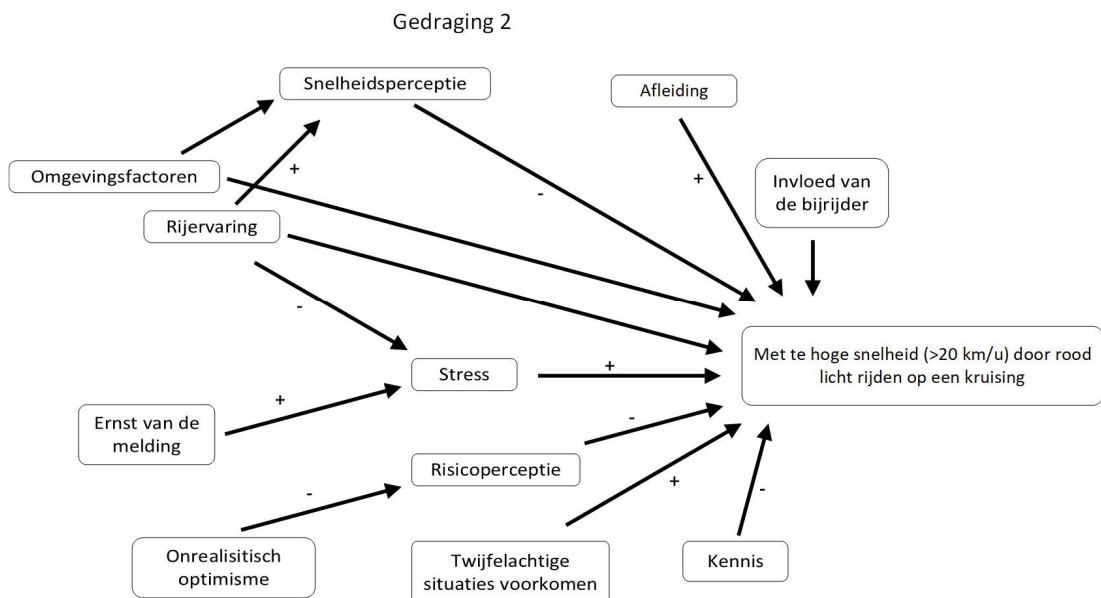 Gedraging 2
Snelheidsperceptie
Afleiding
Omgevingsfactoren
+
+
-
Invloed van
de bijrijder
Rijervaring
-
Met te hoge snelheid (>20 km/u) door rood
licht rijden op een kruising
Stress
+
+
Ernst van de
melding
-
Risicoperceptie
-
+
-
Onrealisitisch
optimisme
Twijfelachtige
situaties voorkomen
Kennis